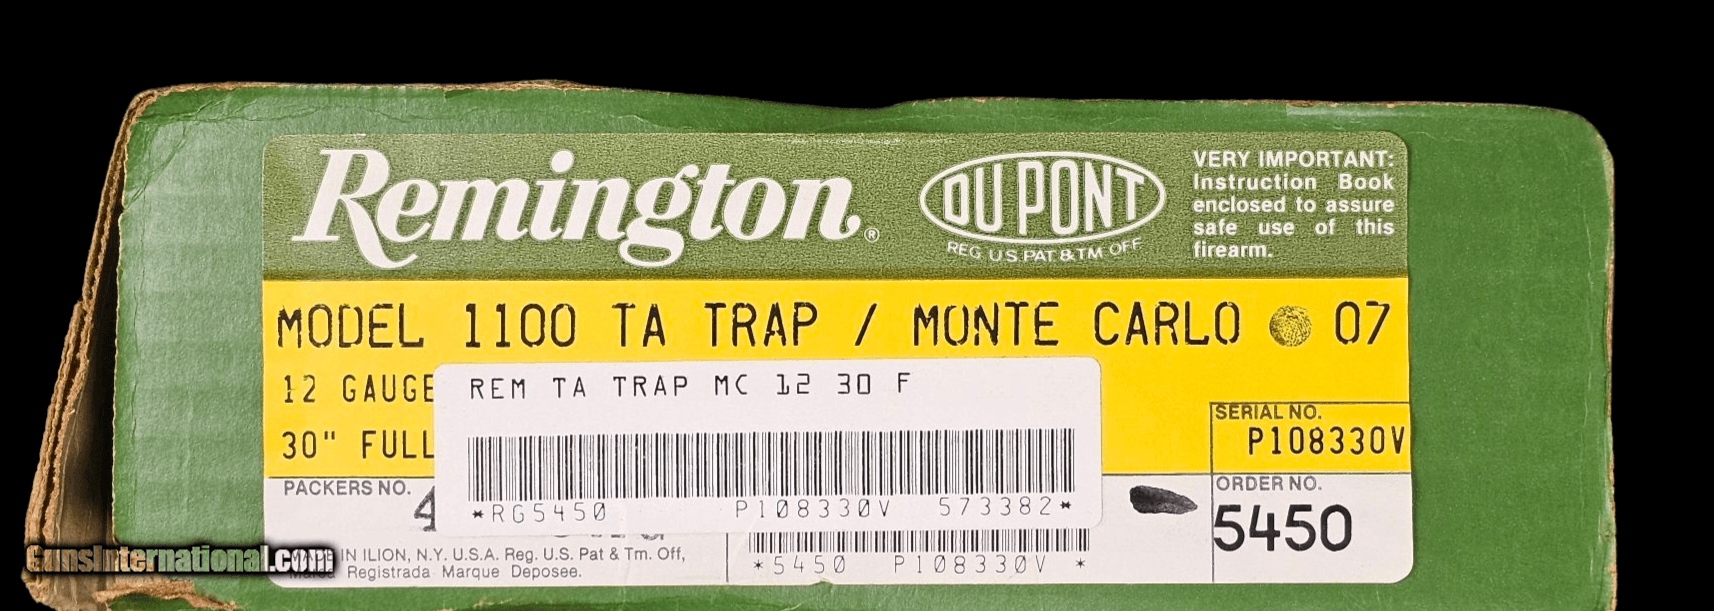 Remington®
DU PONT
REG. U.S. PAT. & TM. OFF.
VERY IMPORTANT:
Instruction Book
enclosed to assure
safe use of this
firearm.
MODEL 1100 TA TRAP / MONTE CARLO 07
12 GAUGE
30" FULL
REM TA TRAP MC 12 30 F
*RG5450 P108330V 573382*
SERIAL NO.
P108330V
PACKERS NO.
4
ORDER NO.
5450
MADE IN ILION, N.Y. U.S.A. Reg. U.S. Pat & Tm. Off,
Marca Registrada Marque Deposee.
*5450 P108330V *
GunsInternational.com